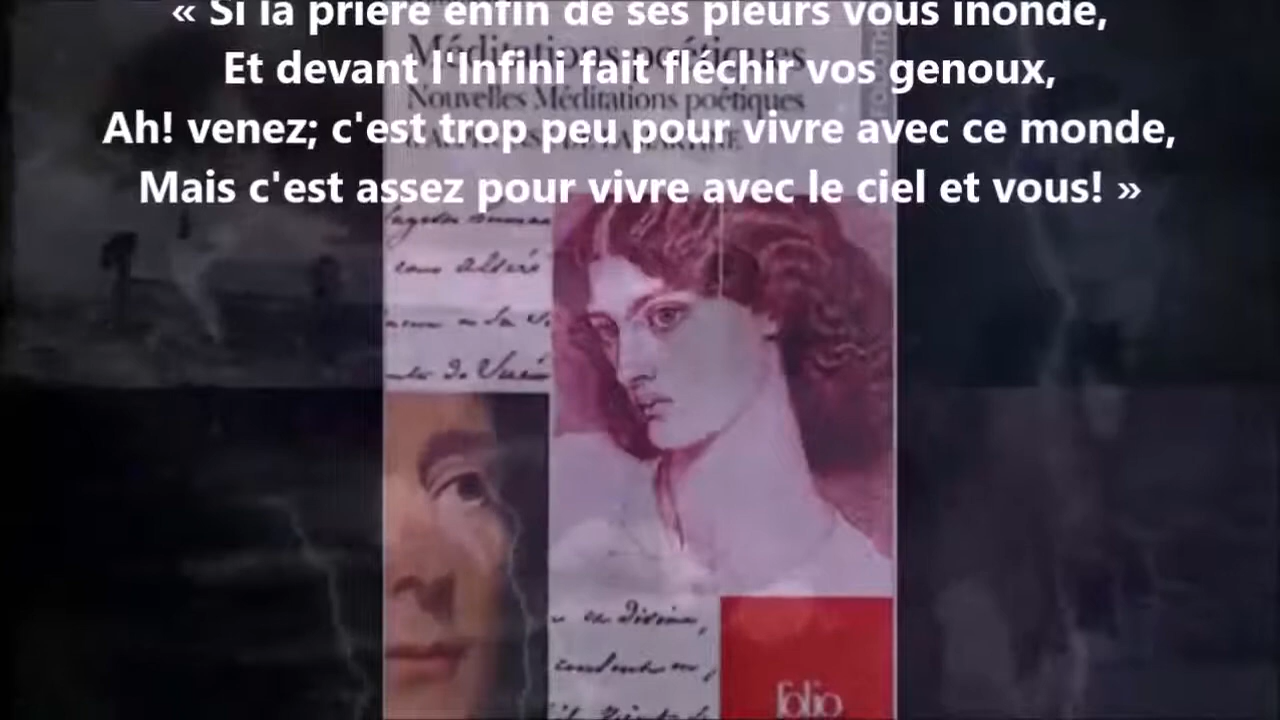 « Si la prière enfin de ses pleurs vous inonde,
Et devant l'Infini fait fléchir vos genoux,
Ah! venez; c'est trop peu pour vivre avec ce monde,
Mais c'est assez pour vivre avec le ciel et vous! »
Méditations poétiques
Nouvelles Méditations poétiques
folio